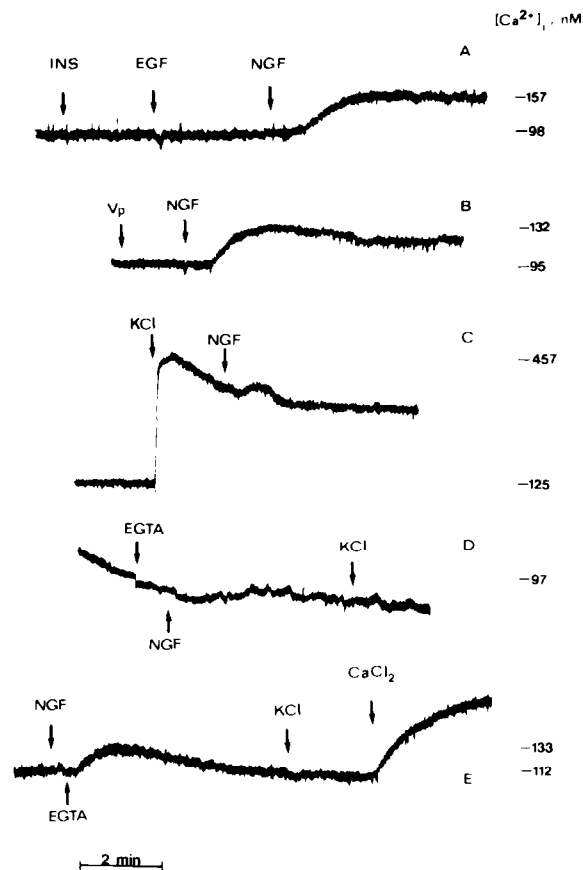 [Ca²⁺]ᵢ, nM
A
INS EGF NGF
–157
–98
B
Vp NGF
–132
–95
C
KCl
NGF
–457
–125
D
EGTA
KCl
–97
NGF
CaCl₂
NGF
KCl
–133
–112
E
EGTA
2 min